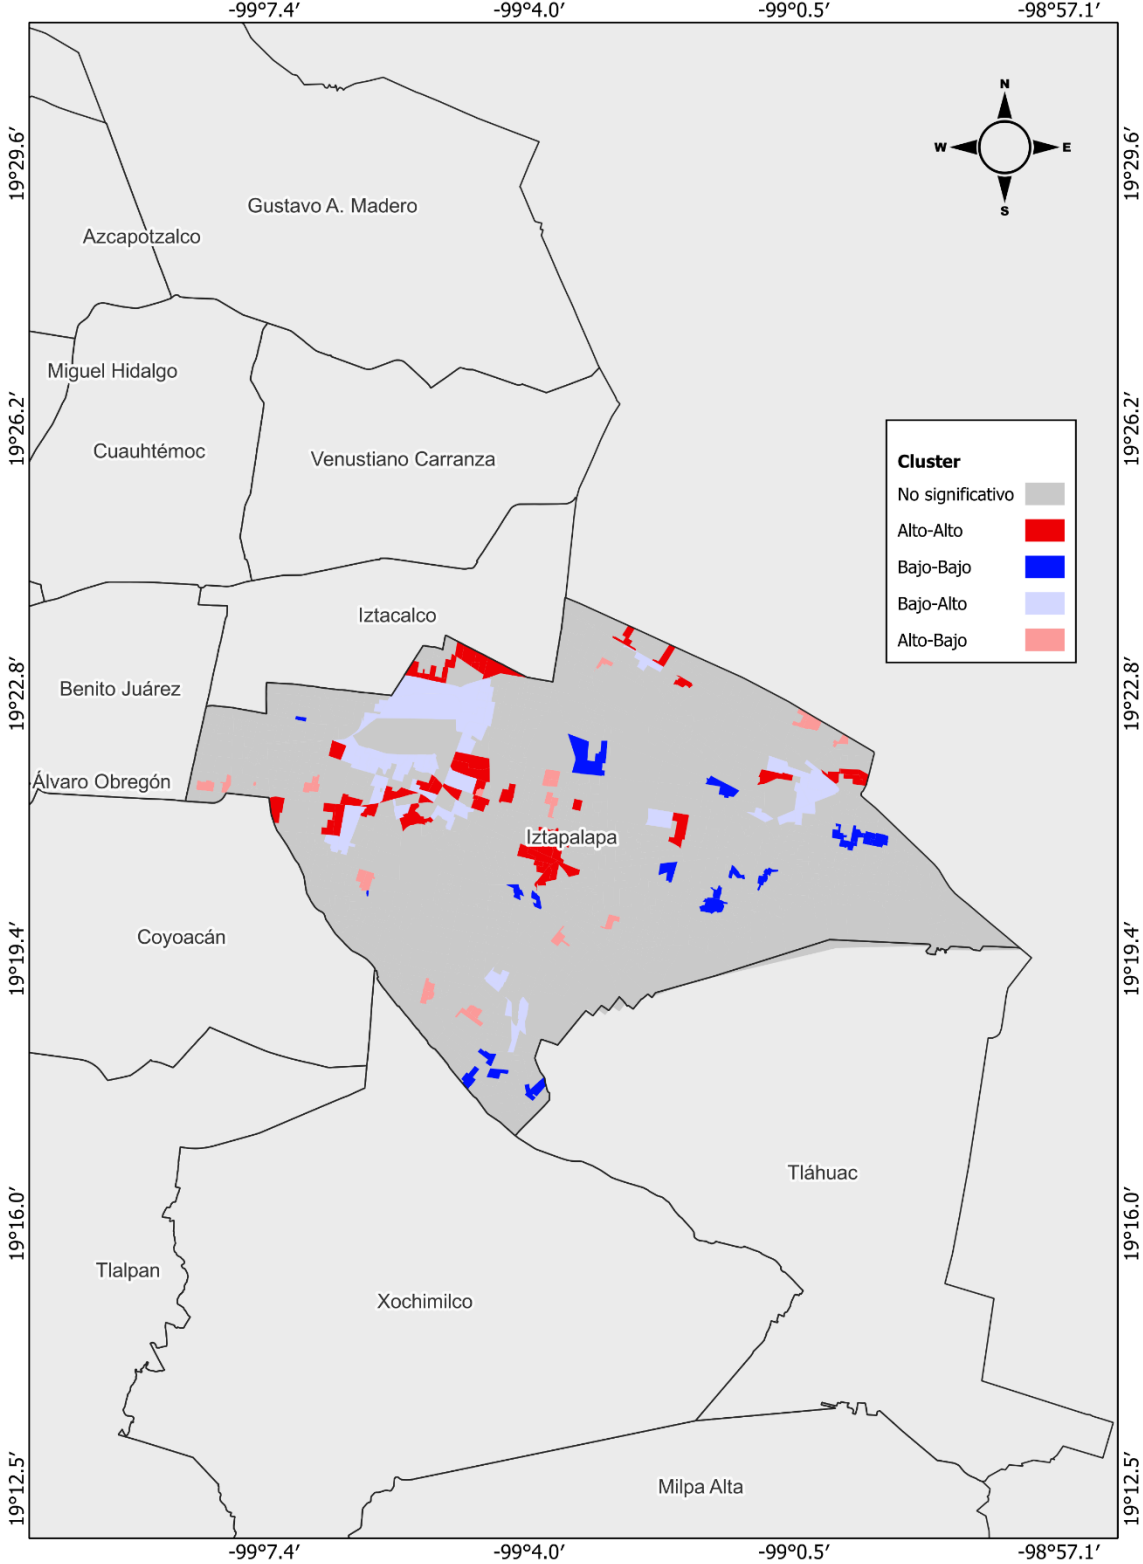 -99°7.4′ -99°4.0′ -99°0.5′ -98°57.1′
N
W E
S
19°29.6′ 19°29.6′
Gustavo A. Madero
Azcapotzalco
Miguel Hidalgo
19°26.2′ 19°26.2′
Cuauhtémoc
Venustiano Carranza
Cluster
No significativo
Alto-Alto
Bajo-Bajo
Bajo-Alto
Alto-Bajo
Iztacalco
19°22.8′ 19°22.8′
Benito Juárez
Álvaro Obregón
Iztapalapa
Coyoacán
19°19.4′ 19°19.4′
Tláhuac
19°16.0′ 19°16.0′
Tlalpan
Xochimilco
Milpa Alta
19°12.5′ 19°12.5′
-99°7.4′ -99°4.0′ -99°0.5′ -98°57.1′